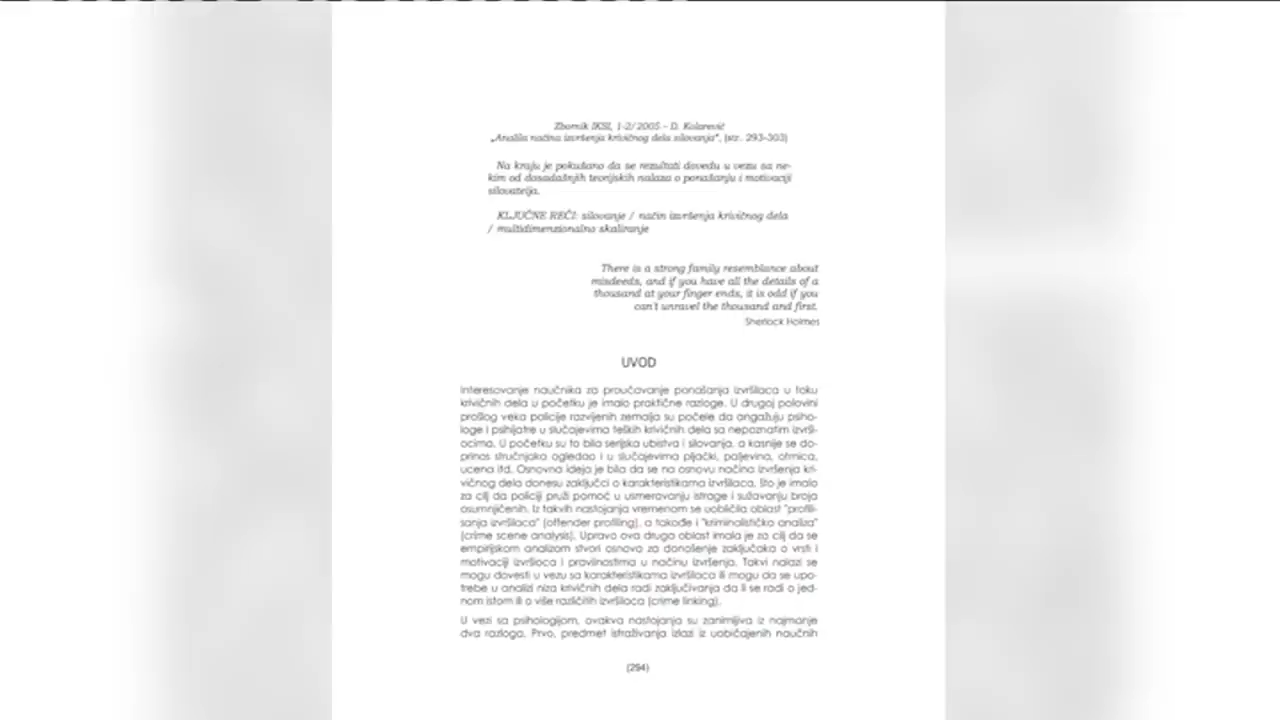 Zbornik IKSI, 1-2/2005 – D. Kolarević
„Analiza načina izvršenja krivičnog dela silovanja", (str. 293-303)
Na kraju je pokušano da se rezultati dovedu u vezu sa ne-
kim od dosadašnjih teorijskih nalaza o ponašanju i motivaciji
silovatelja.
KLJUČNE REČI: silovanje / način izvršenja krivičnog dela
/ multidimenzionalno skaliranje
There is a strong family resemblance about
misdeeds, and if you have all the details of a
thousand at your finger ends, it is odd if you
can't unravel the thousand and first.
Sherlock Holmes
UVOD
Interesovanje naučnika za proučavanje ponašanja izvršilaca u toku
krivičnih dela u početku je imalo praktične razloge. U drugoj polovini
prošlog veka policije razvijenih zemalja su počele da angažuju psiho-
loge i psihijatre u slučajevima teških krivičnih dela sa nepoznatim izvrši-
ocima. U početku su to bila serijska ubistva i silovanja, a kasnije se do-
prinos stručnjaka ogledao i u slučajevima pljački, paljevina, otmica,
ucena itd. Osnovna ideja je bila da se na osnovu načina izvršenja kri-
vičnog dela donesu zaključci o karakteristikama izvršilaca, što je imalo
za cilj da policiji pruži pomoć u usmeravanju istrage i sužavanju broja
osumnjičenih. Iz takvih nastojanja vremenom se uobličila oblast "profili-
sanja izvršilaca" (offender profiling), a takođe i "kriminalistička analiza"
(crime scene analysis). Upravo ova druga oblast imala je za cilj da se
empirijskom analizom stvori osnova za donošenje zaključaka o vrsti i
motivaciji izvršioca i pravilnostima u načinu izvršenja. Takvi nalazi se
mogu dovesti u vezu sa karakteristikama izvršilaca ili mogu da se upo-
trebe u analizi niza krivičnih dela radi zaključivanja da li se radi o jed-
nom istom ili o više različitih izvršilaca (crime linking).
U vezi sa psihologijom, ovakva nastojanja su zanimljiva iz najmanje
dva razloga. Prvo, predmet istraživanja izlazi iz uobičajenih naučnih
(294)